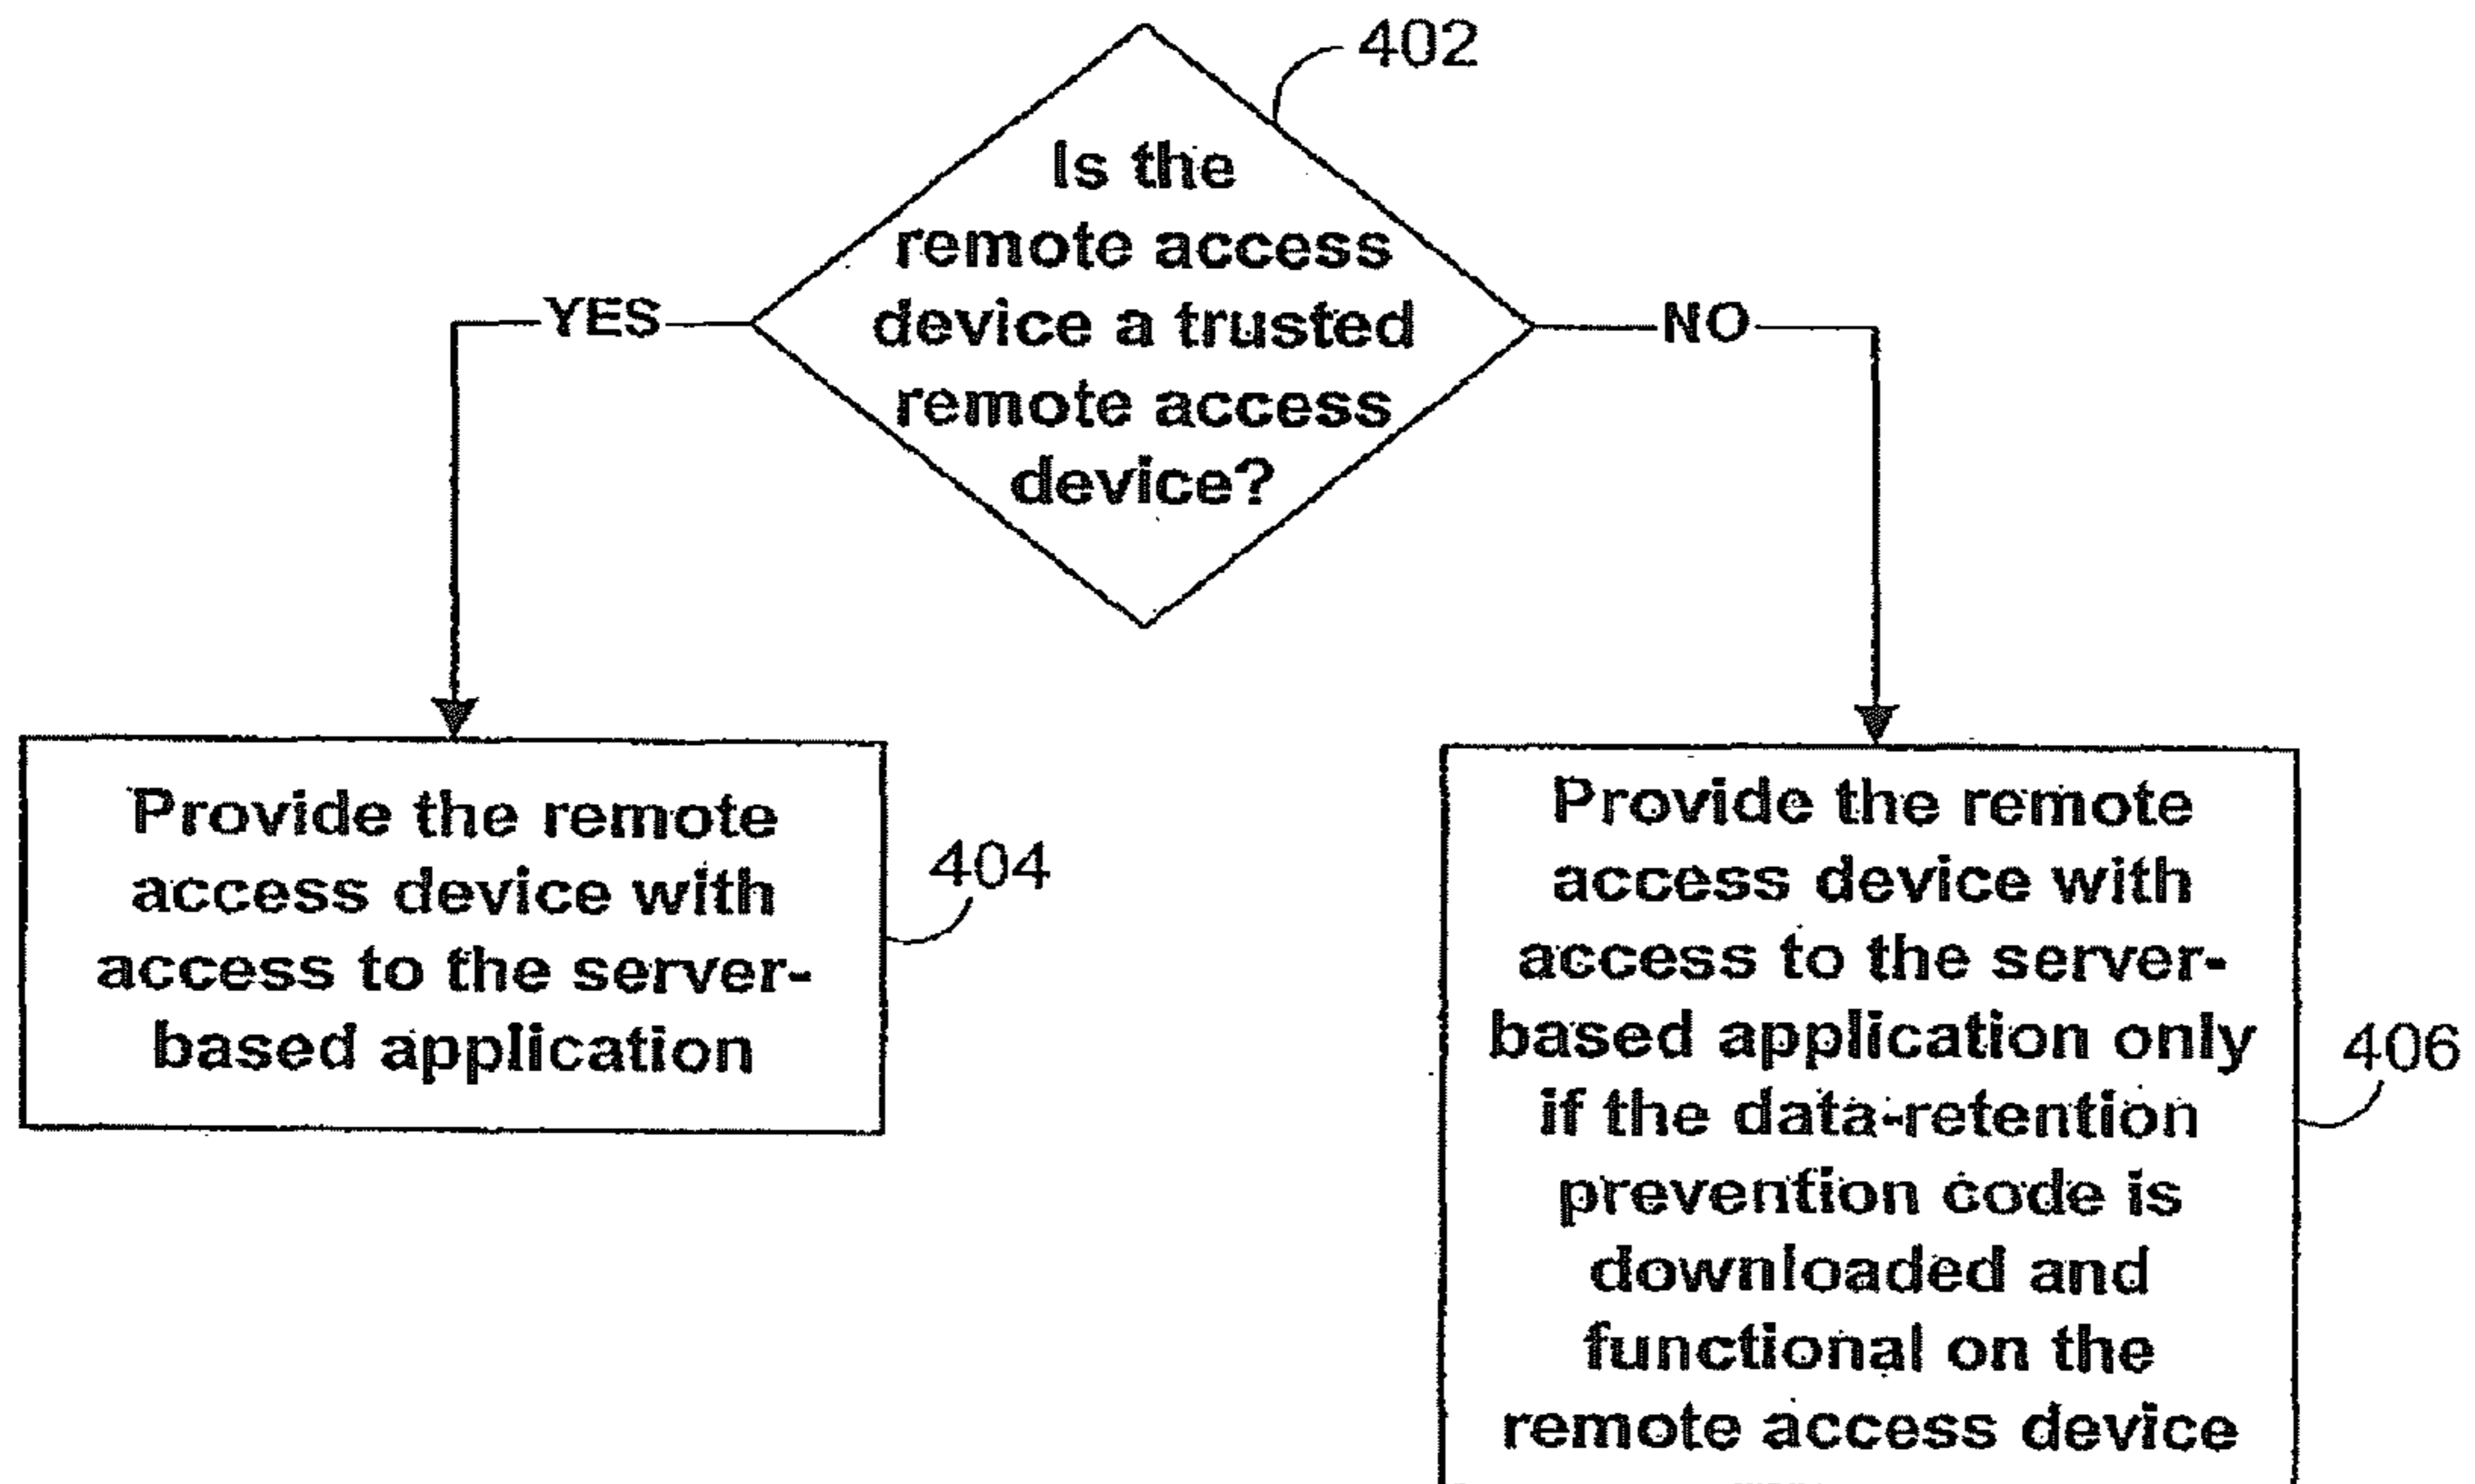 402
Is the
remote access
device a trusted
remote access
device?
YES
NO
Provide the remote
access device with
access to the server-
based application
404
Provide the remote
access device with
access to the server-
based application only
if the data-retention
prevention code is
downloaded and
functional on the
remote access device
406